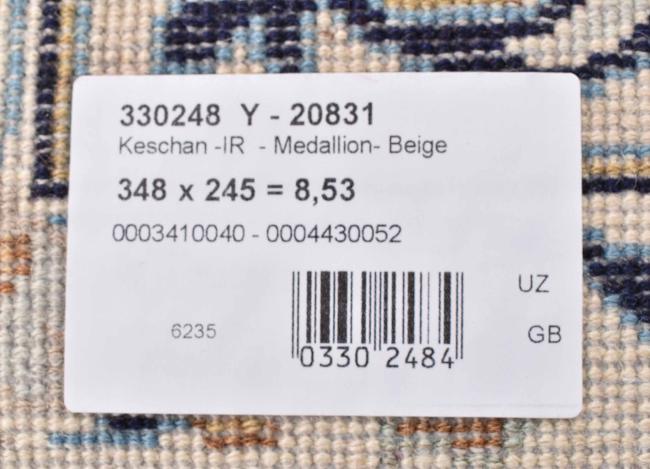 330248 Y - 20831
Keschan -IR - Medallion- Beige
348 x 245 = 8,53
0003410040 - 0004430052
UZ
6235
GB
0330 2484